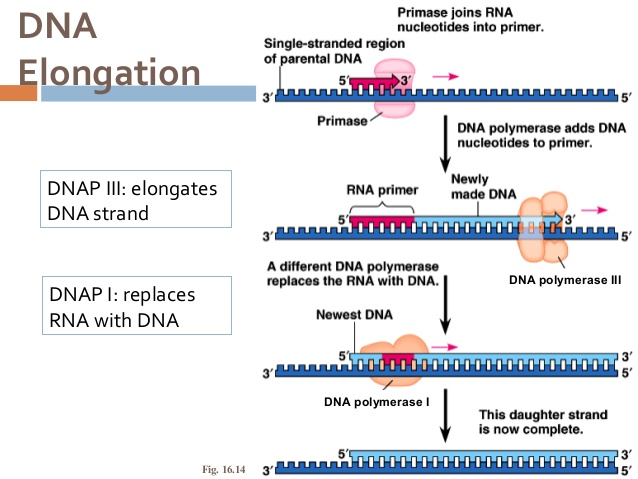 DNA
Elongation
Primase joins RNA
nucleotides into primer.
Single-stranded region
of parental DNA
5′ 3′
3′ 5′
Primase
DNA polymerase adds DNA
nucleotides to primer.
DNAP III: elongates
DNA strand
RNA primer
Newly
made DNA
5′ 3′
3′ 5′
DNA polymerase III
A different DNA polymerase
replaces the RNA with DNA.
DNAP I: replaces
RNA with DNA
Newest DNA
5′ 3′
3′ 5′
DNA polymerase I
This daughter strand
is now complete.
5′ 3′
3′ 5′
Fig. 16.14